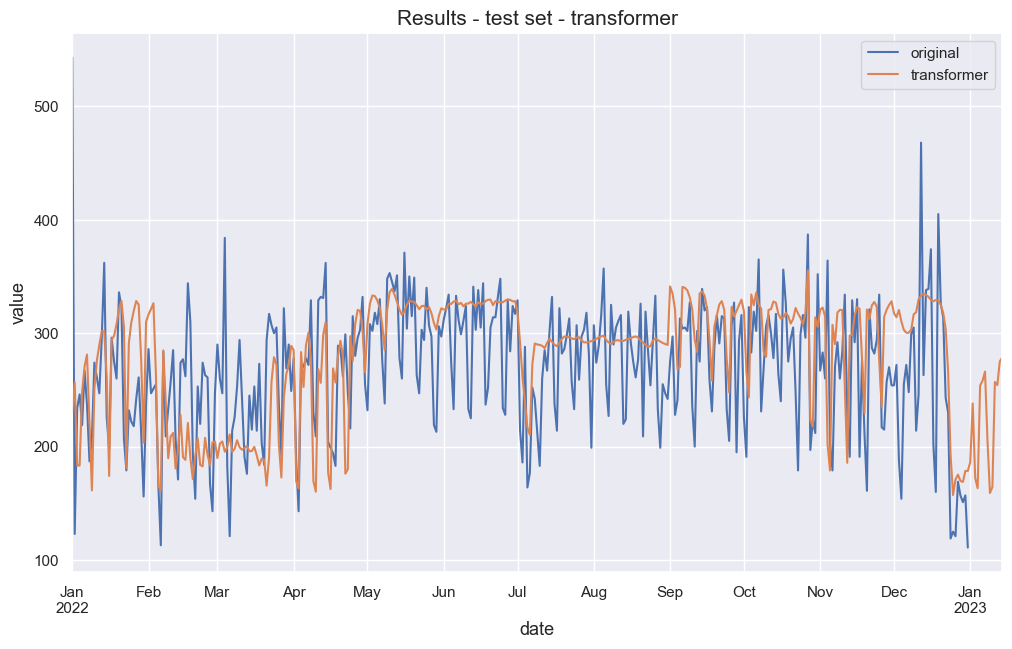 Results - test set - transformer
original
transformer
value
500
400
300
200
100
Jan Feb Mar Apr May Jun Jul Aug Sep Oct Nov Dec Jan
2022 2023
date